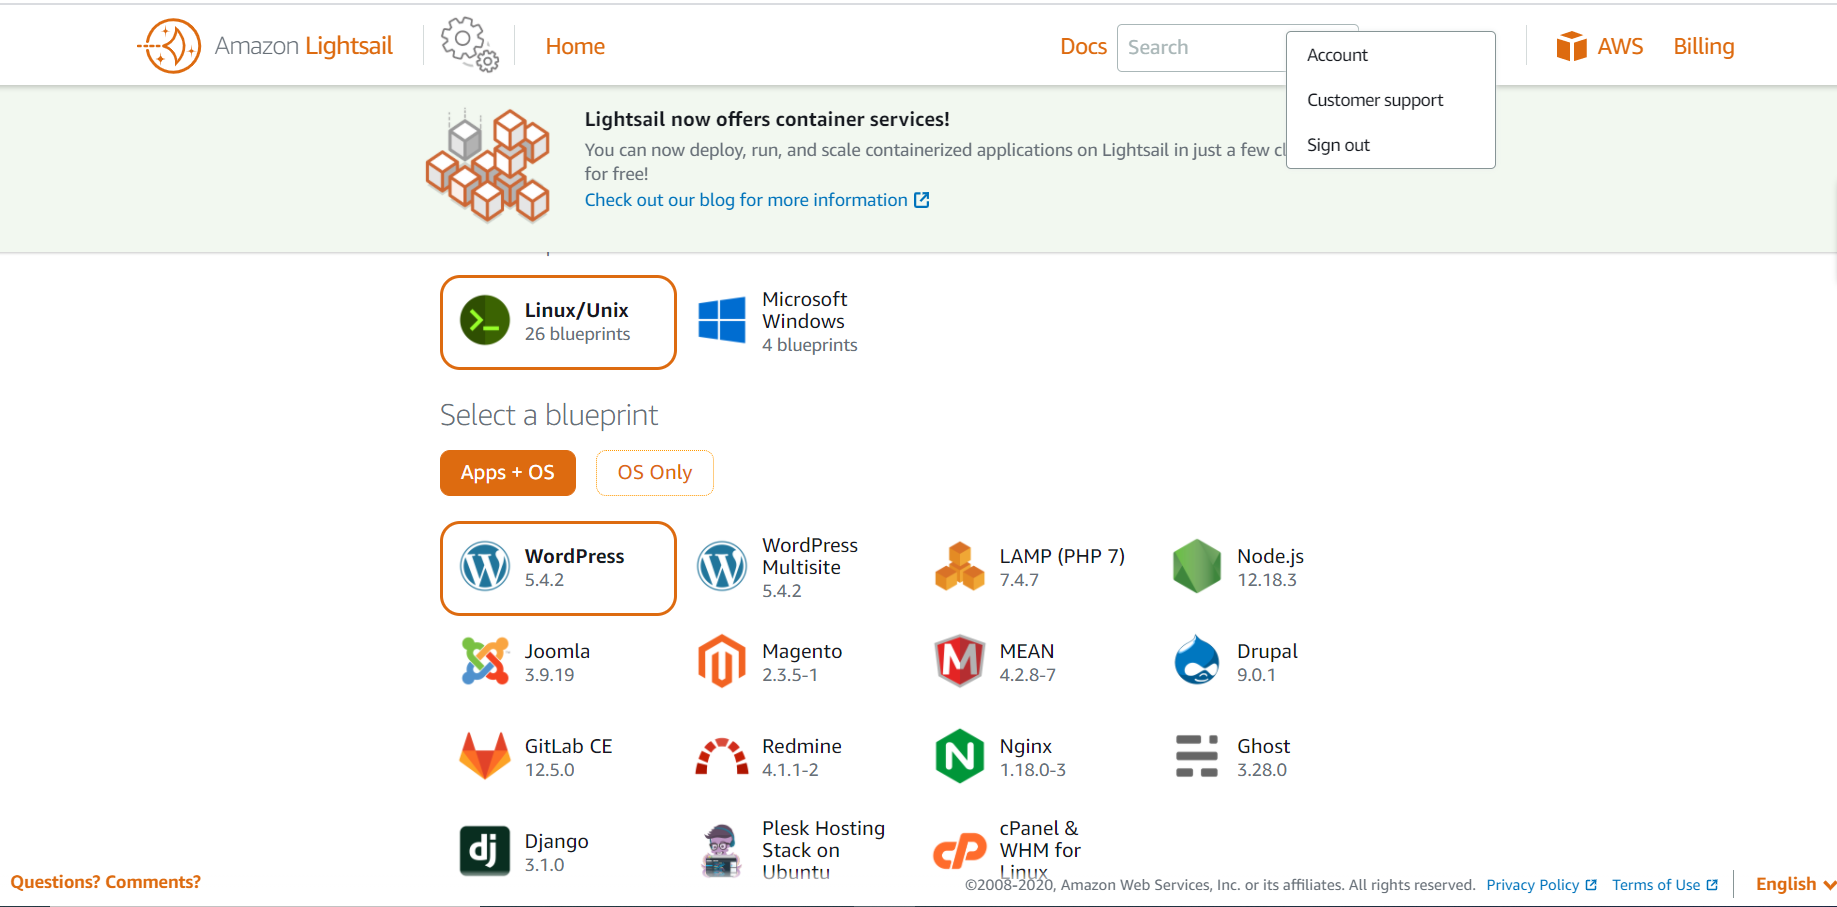 Amazon Lightsail
Home
Docs
Search
AWS
Billing
Account
Customer support
Sign out
Lightsail now offers container services!
You can now deploy, run, and scale containerized applications on Lightsail in just a few
for free!
Check out our blog for more information
Linux/Unix
26 blueprints
Microsoft
Windows
4 blueprints
Select a blueprint
Apps + OS
OS Only
WordPress
5.4.2
WordPress
Multisite
5.4.2
LAMP (PHP 7)
7.4.7
Node.js
12.18.3
Joomla
3.9.19
Magento
2.3.5-1
MEAN
4.2.8-7
Drupal
9.0.1
GitLab CE
12.5.0
Redmine
4.1.1-2
Nginx
1.18.0-3
Ghost
3.28.0
dj
Django
3.1.0
Plesk Hosting
Stack on
Ubuntu
cP
cPanel &
WHM for
Linux
Questions? Comments?
©2008-2020, Amazon Web Services, Inc. or its affiliates. All rights reserved.
Privacy Policy
Terms of Use
English